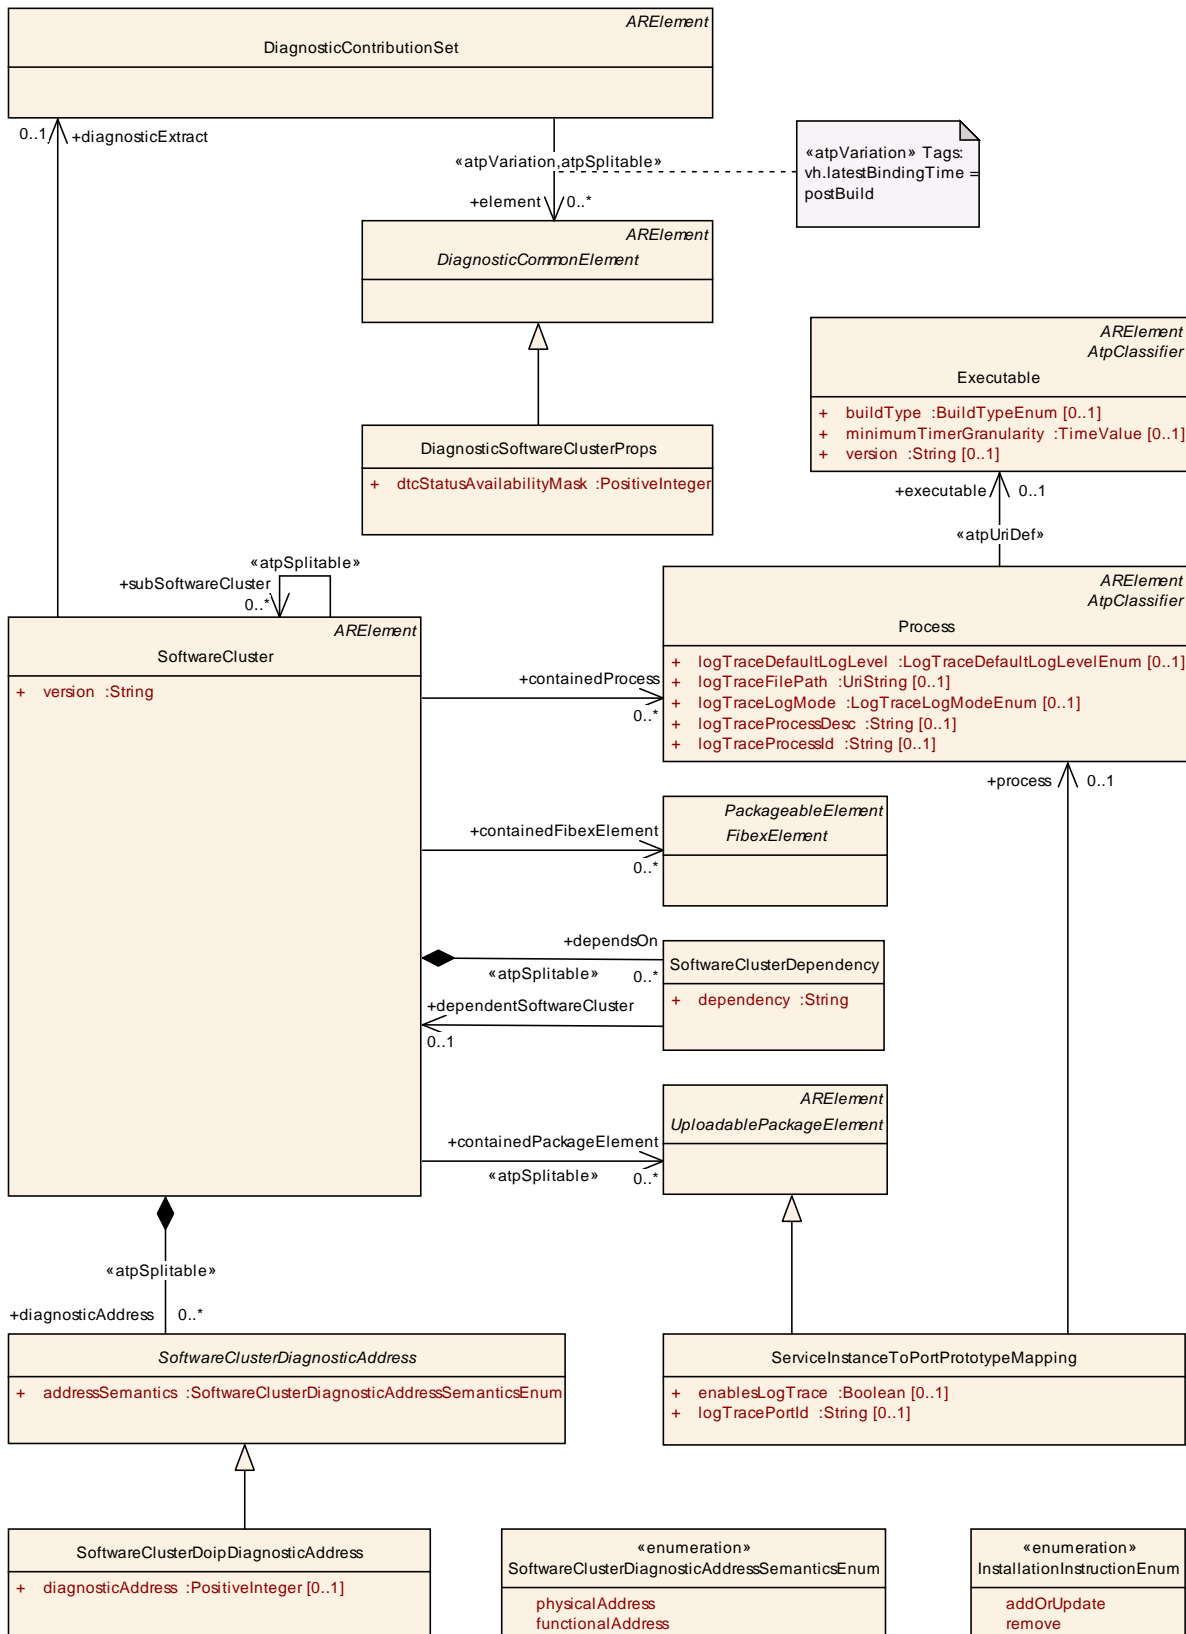 ARElement
DiagnosticContributionSet
0..1
+diagnosticExtract
«atpVariation,atpSplitable»
+element
0..*
«atpVariation» Tags:
vh.latestBindingTime =
postBuild
ARElement
DiagnosticCommonElement
DiagnosticSoftwareClusterProps
+ dtcStatusAvailabilityMask :PositiveInteger
ARElement
AtpClassifier
Executable
+ buildType :BuildTypeEnum [0..1]
+ minimumTimerGranularity :TimeValue [0..1]
+ version :String [0..1]
+executable
0..1
«atpUriDef»
«atpSplitable»
+subSoftwareCluster
0..*
ARElement
SoftwareCluster
+ version :String
ARElement
AtpClassifier
Process
+ logTraceDefaultLogLevel :LogTraceDefaultLogLevelEnum [0..1]
+ logTraceFilePath :UriString [0..1]
+ logTraceLogMode :LogTraceLogModeEnum [0..1]
+ logTraceProcessDesc :String [0..1]
+ logTraceProcessId :String [0..1]
+containedProcess
0..*
+process
0..1
+containedFibexElement
0..*
PackageableElement
FibexElement
+dependsOn
«atpSplitable»
0..*
SoftwareClusterDependency
+ dependency :String
+dependentSoftwareCluster
0..1
+containedPackageElement
«atpSplitable»
0..*
ARElement
UploadablePackageElement
«atpSplitable»
+diagnosticAddress
0..*
SoftwareClusterDiagnosticAddress
+ addressSemantics :SoftwareClusterDiagnosticAddressSemanticsEnum
ServiceInstanceToPortPrototypeMapping
+ enablesLogTrace :Boolean [0..1]
+ logTracePortId :String [0..1]
SoftwareClusterDoipDiagnosticAddress
+ diagnosticAddress :PositiveInteger [0..1]
«enumeration»
SoftwareClusterDiagnosticAddressSemanticsEnum
physicalAddress
functionalAddress
«enumeration»
InstallationInstructionEnum
addOrUpdate
remove